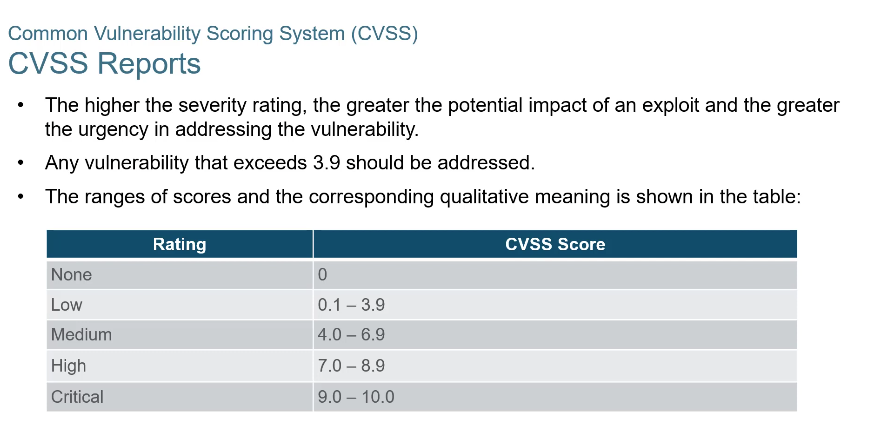 Common Vulnerability Scoring System (CVSS)
CVSS Reports
• The higher the severity rating, the greater the potential impact of an exploit and the greater
the urgency in addressing the vulnerability.
• Any vulnerability that exceeds 3.9 should be addressed.
• The ranges of scores and the corresponding qualitative meaning is shown in the table:
Rating CVSS Score
None 0
Low 0.1 – 3.9
Medium 4.0 – 6.9
High 7.0 – 8.9
Critical 9.0 – 10.0